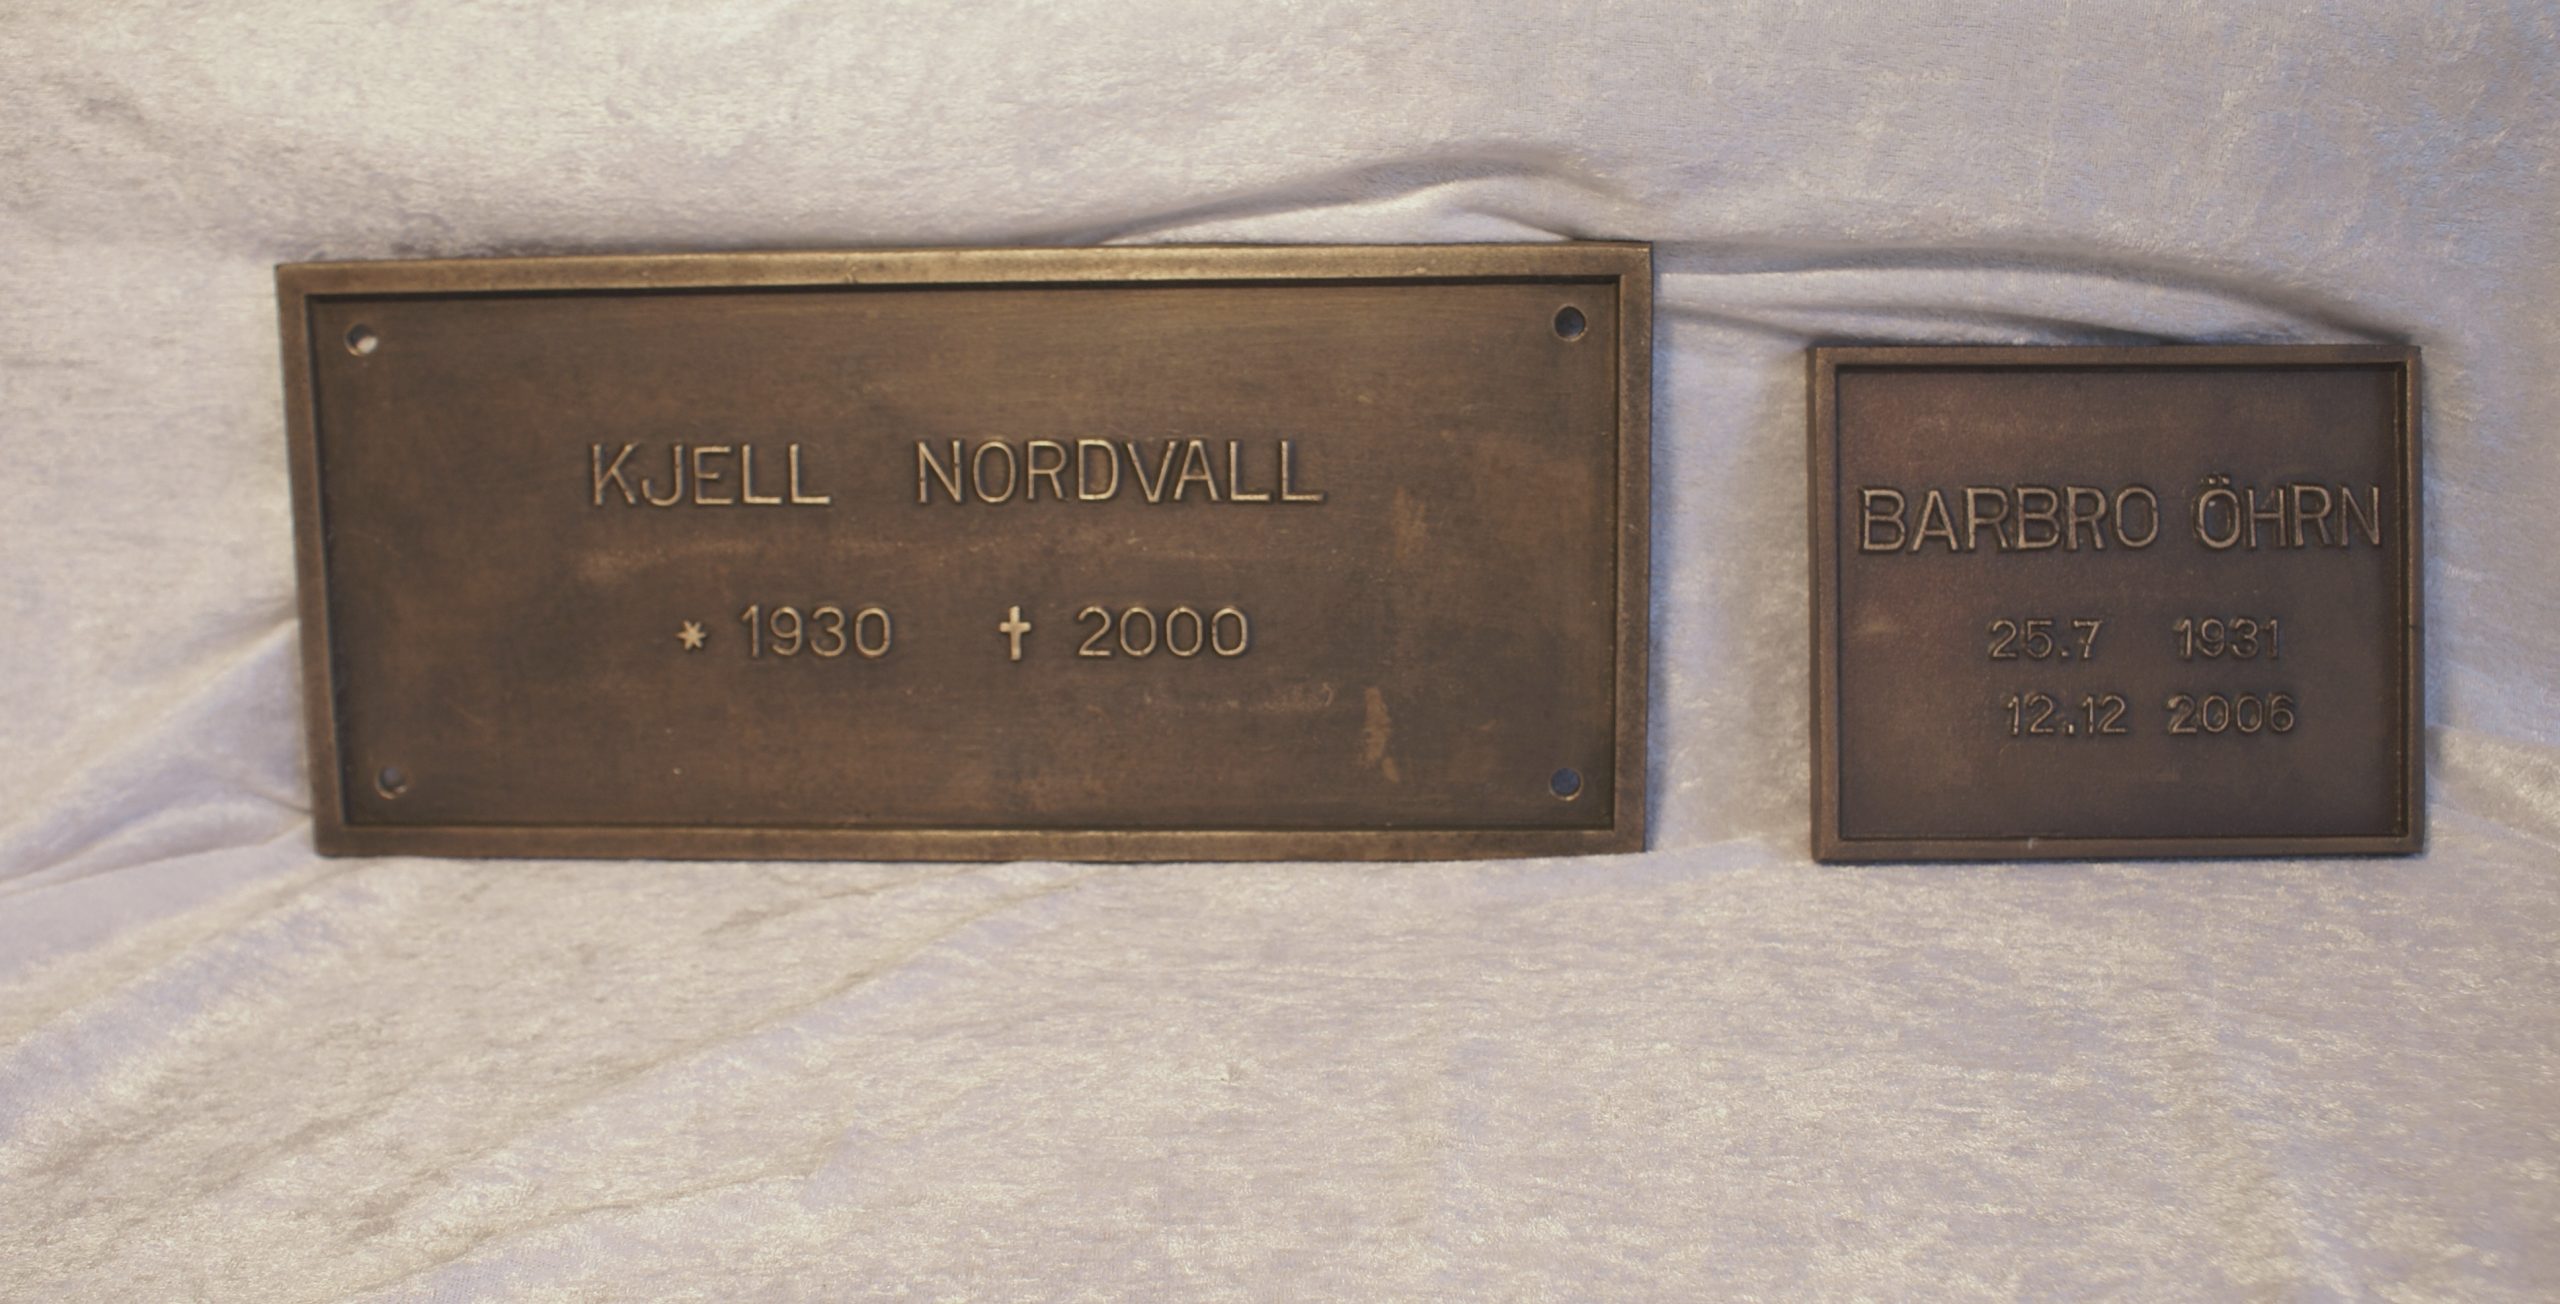 KJELL NORDVALL
* 1930 † 2000
BARBRO ÖHRN
25.7 1931
12.12 2006